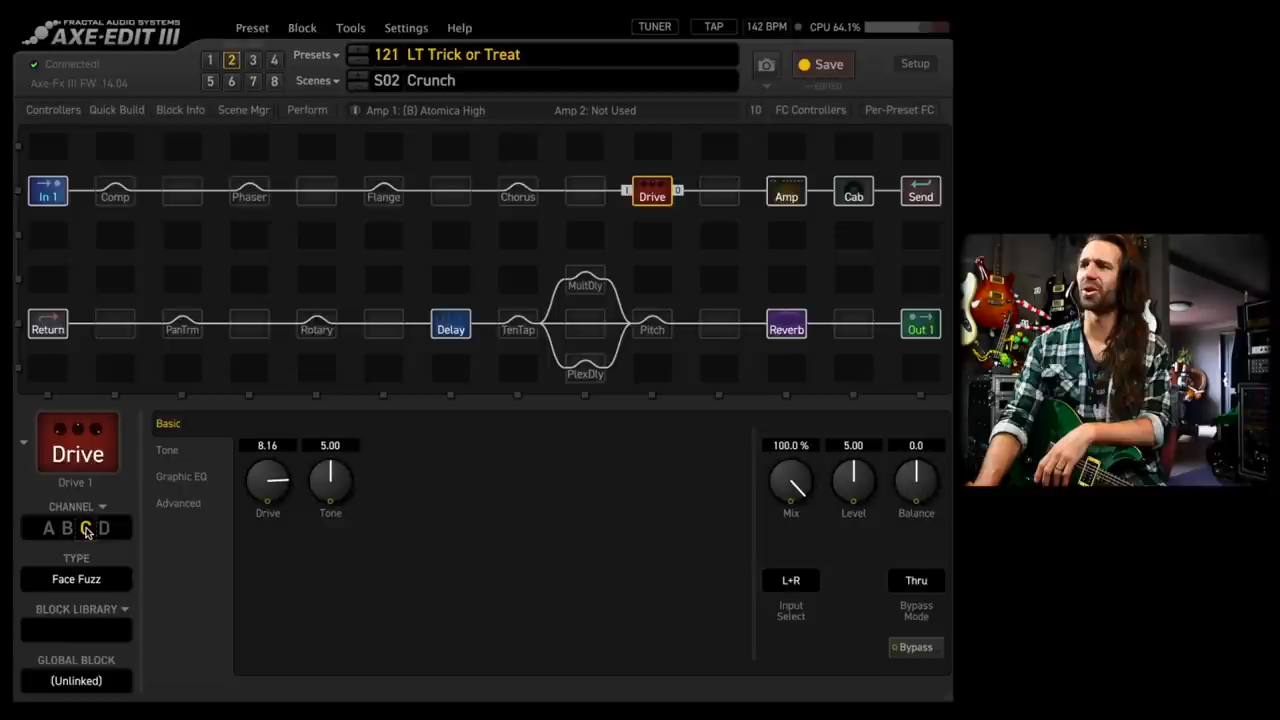 FRACTAL AUDIO SYSTEMS
AXE-EDIT III
Preset Block Tools Settings Help
TUNER TAP 142 BPM CPU 64.1%
Connected!
Axe-Fx III FW 14.04
1 2 3 4
5 6 7 8
Presets 121 LT Trick or Treat
Scenes S02 Crunch
Save
edited
Setup
Controllers Quick Build Block Info Scene Mgr Perform Amp 1: (B) Atomica High Amp 2: Not Used 10 FC Controllers Per-Preset FC
In 1 Comp Phaser Flange Chorus I Drive O Amp Cab Send
MultDly
Return PanTrm Rotary Delay TenTap Pitch Reverb Out 1
PlexDly
Drive
Drive 1
CHANNEL
A B C D
TYPE
Face Fuzz
BLOCK LIBRARY
GLOBAL BLOCK
(Unlinked)
Basic
Tone
Graphic EQ
Advanced
8.16 5.00
Drive Tone
100.0 % 5.00 0.0
Mix Level Balance
L+R Thru
Input Select
Bypass Mode
Bypass